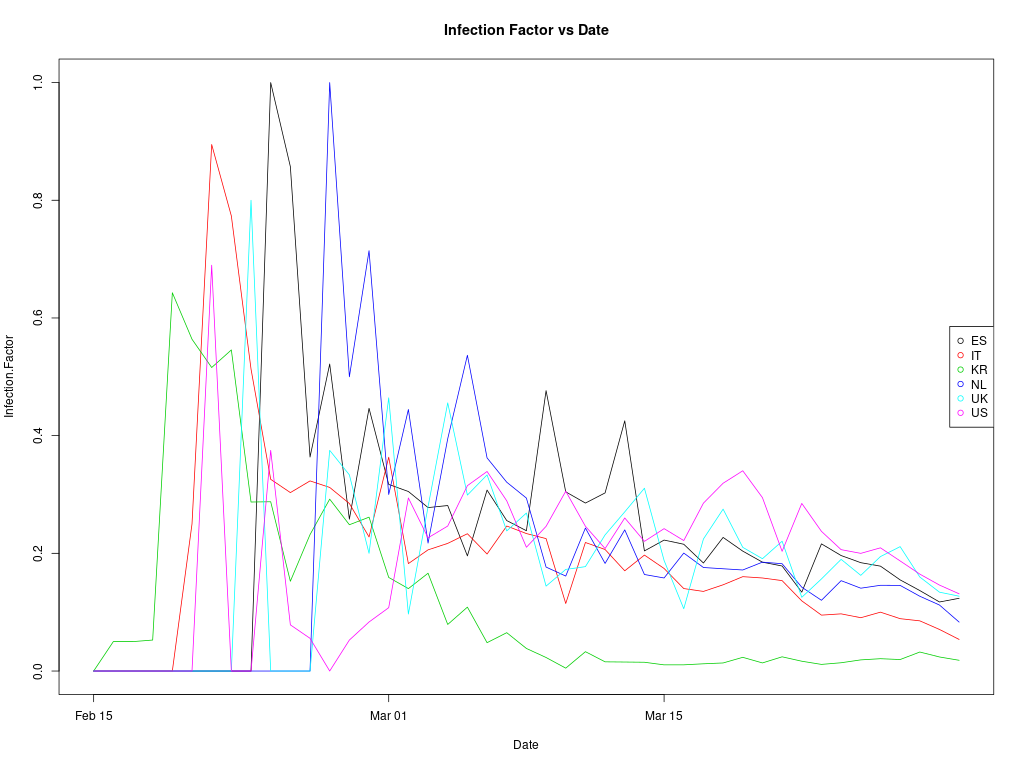 Infection Factor vs Date
1.0
0.8
0.6
0.4
0.2
0.0
Infection.Factor
ES
IT
KR
NL
UK
US
Feb 15
Mar 01
Mar 15
Date